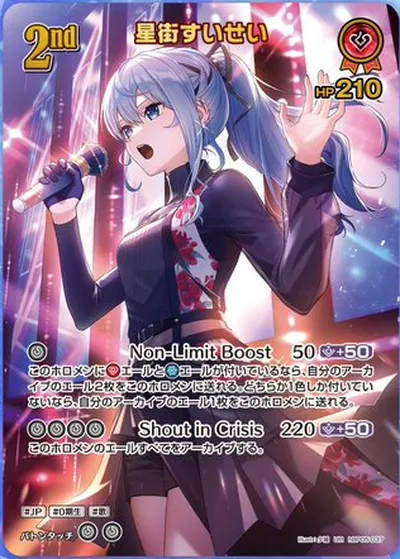 2nd
星街すいせい
HP210
Non-Limit Boost 50 +50
このホロメンに エールと エールが付いているなら、自分のアーカ
イブのエール2枚をこのホロメンに送れる。どちらか1色しか付いてい
ないなら、自分のアーカイブのエール1枚をこのホロメンに送れる。
Shout in Crisis 220 +50
このホロメンのエールすべてをアーカイブする。
#JP #0期生 #歌
バトンタッチ
Illust: 夕薙 UR